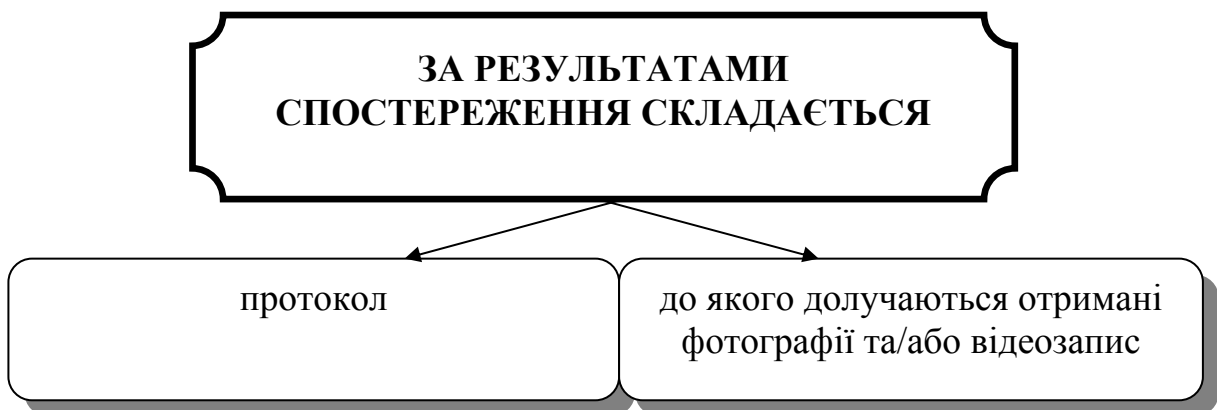 ЗА РЕЗУЛЬТАТАМИ
СПОСТЕРЕЖЕННЯ СКЛАДАЄТЬСЯ
протокол
до якого долучаються отримані
фотографії та/або відеозапис